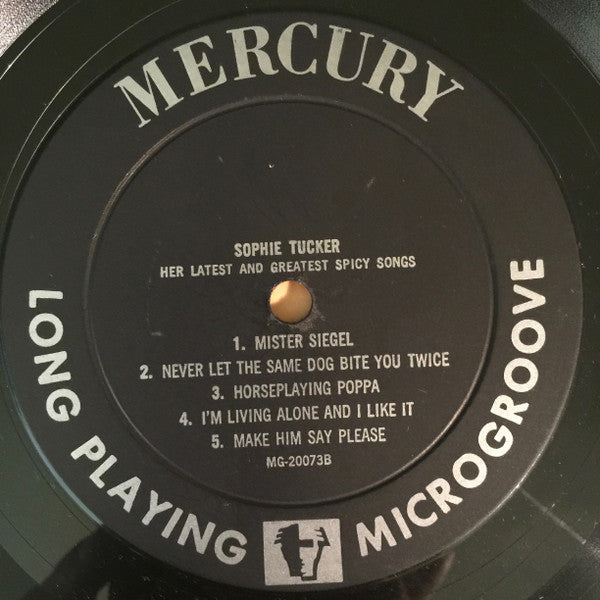 MERCURY
SOPHIE TUCKER
HER LATEST AND GREATEST SPICY SONGS
1. MISTER SIEGEL
2. NEVER LET THE SAME DOG BITE YOU TWICE
3. HORSEPLAYING POPPA
4. I'M LIVING ALONE AND I LIKE IT
5. MAKE HIM SAY PLEASE
MG-20073B
LONG PLAYING MICROGROOVE